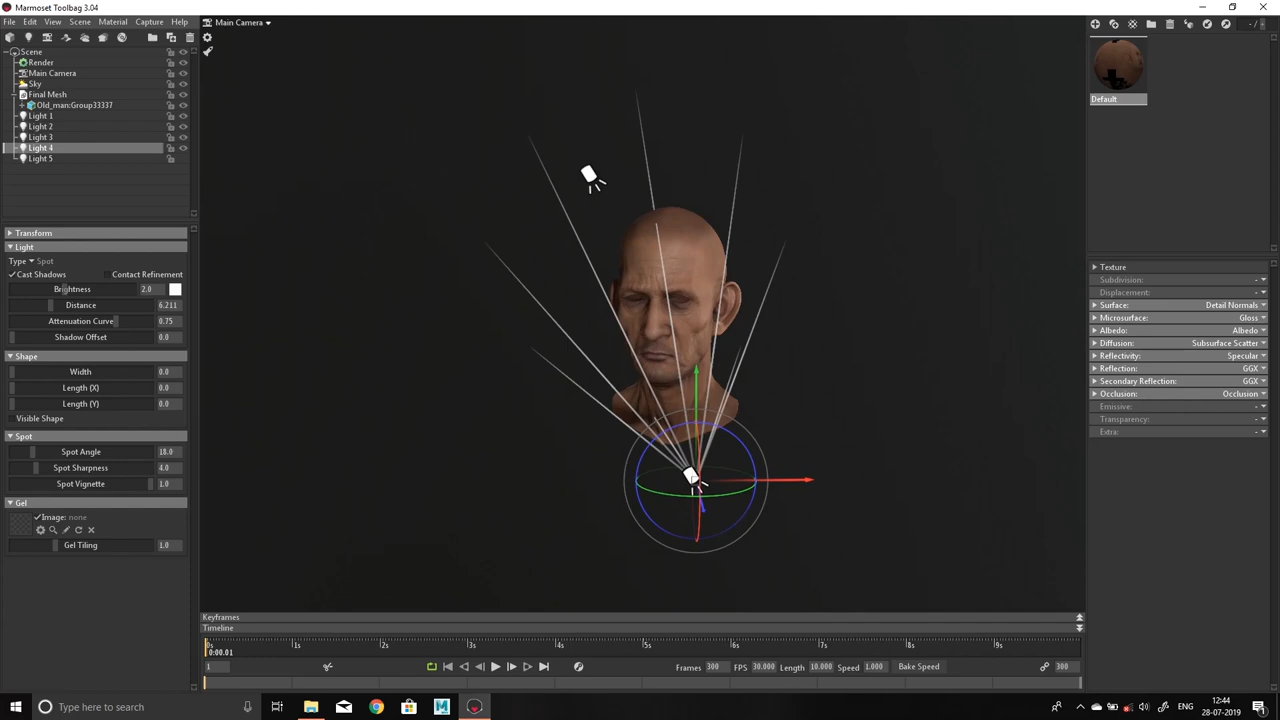 Marmoset Toolbag 3.04
File Edit View Scene Material Capture Help
Main Camera
Scene
Render
Main Camera
Sky
Final Mesh
Old_man:Group33337
Light 1
Light 2
Light 3
Light 4
Light 5
Transform
Light
Type Spot
Cast Shadows Contact Refinement
Brightness 2.0
Distance 6.211
Attenuation Curve 0.75
Shadow Offset 0.0
Shape
Width 0.0
Length (X) 0.0
Length (Y) 0.0
Visible Shape
Spot
Spot Angle 18.0
Spot Sharpness 4.0
Spot Vignette 1.0
Gel
Image: none
Gel Tiling 1.0
Default
Texture
Subdivision:
Displacement:
Surface: Detail Normals
Microsurface: Gloss
Albedo: Albedo
Diffusion: Subsurface Scatter
Reflectivity: Specular
Reflection: GGX
Secondary Reflection: GGX
Occlusion: Occlusion
Emissive:
Transparency:
Extra:
Keyframes
Timeline
0s 1s 2s 3s 4s 5s 6s 7s 8s 9s
0:00.01
1 Frames 300 FPS 30.000 Length 10.000 Speed 1.000 Bake Speed 300
Type here to search
ENG
12:44
28-07-2019